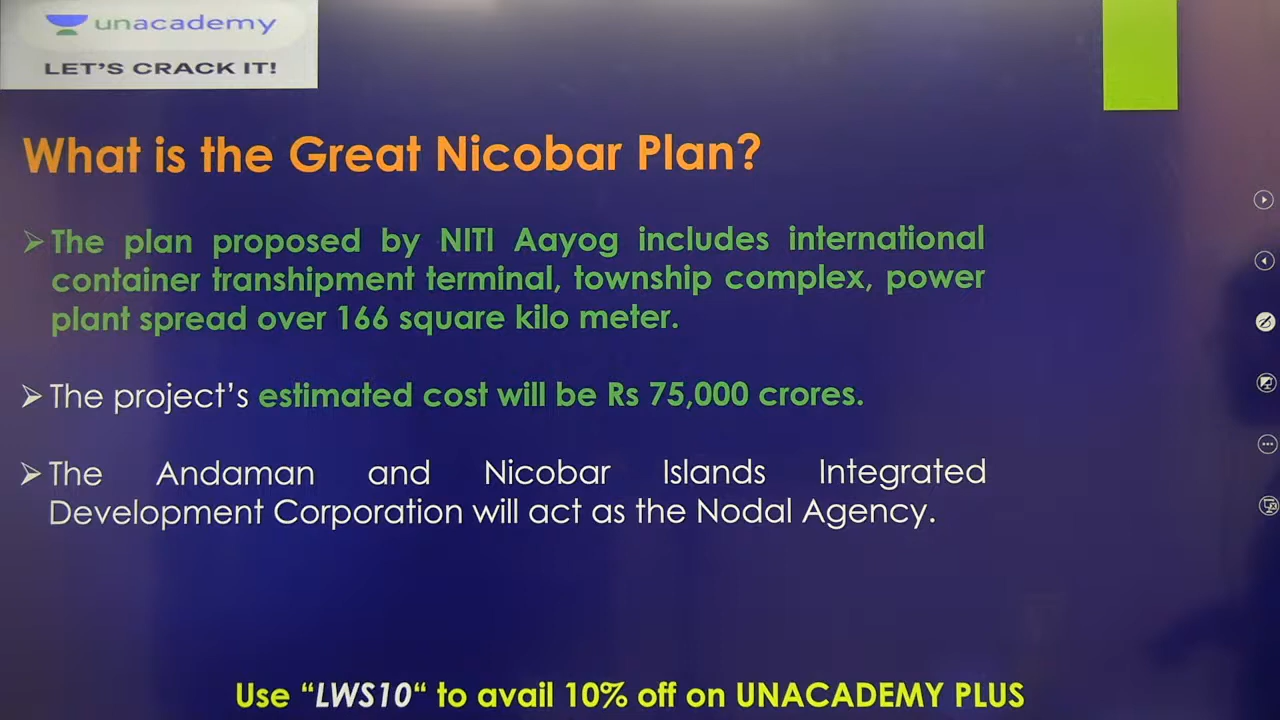 unacademy
LET'S CRACK IT!
What is the Great Nicobar Plan?
The plan proposed by NITI Aayog includes international
container transhipment terminal, township complex, power
plant spread over 166 square kilo meter.
The project's estimated cost will be Rs 75,000 crores.
The Andaman and Nicobar Islands Integrated
Development Corporation will act as the Nodal Agency.
Use "LWS10" to avail 10% off on UNACADEMY PLUS